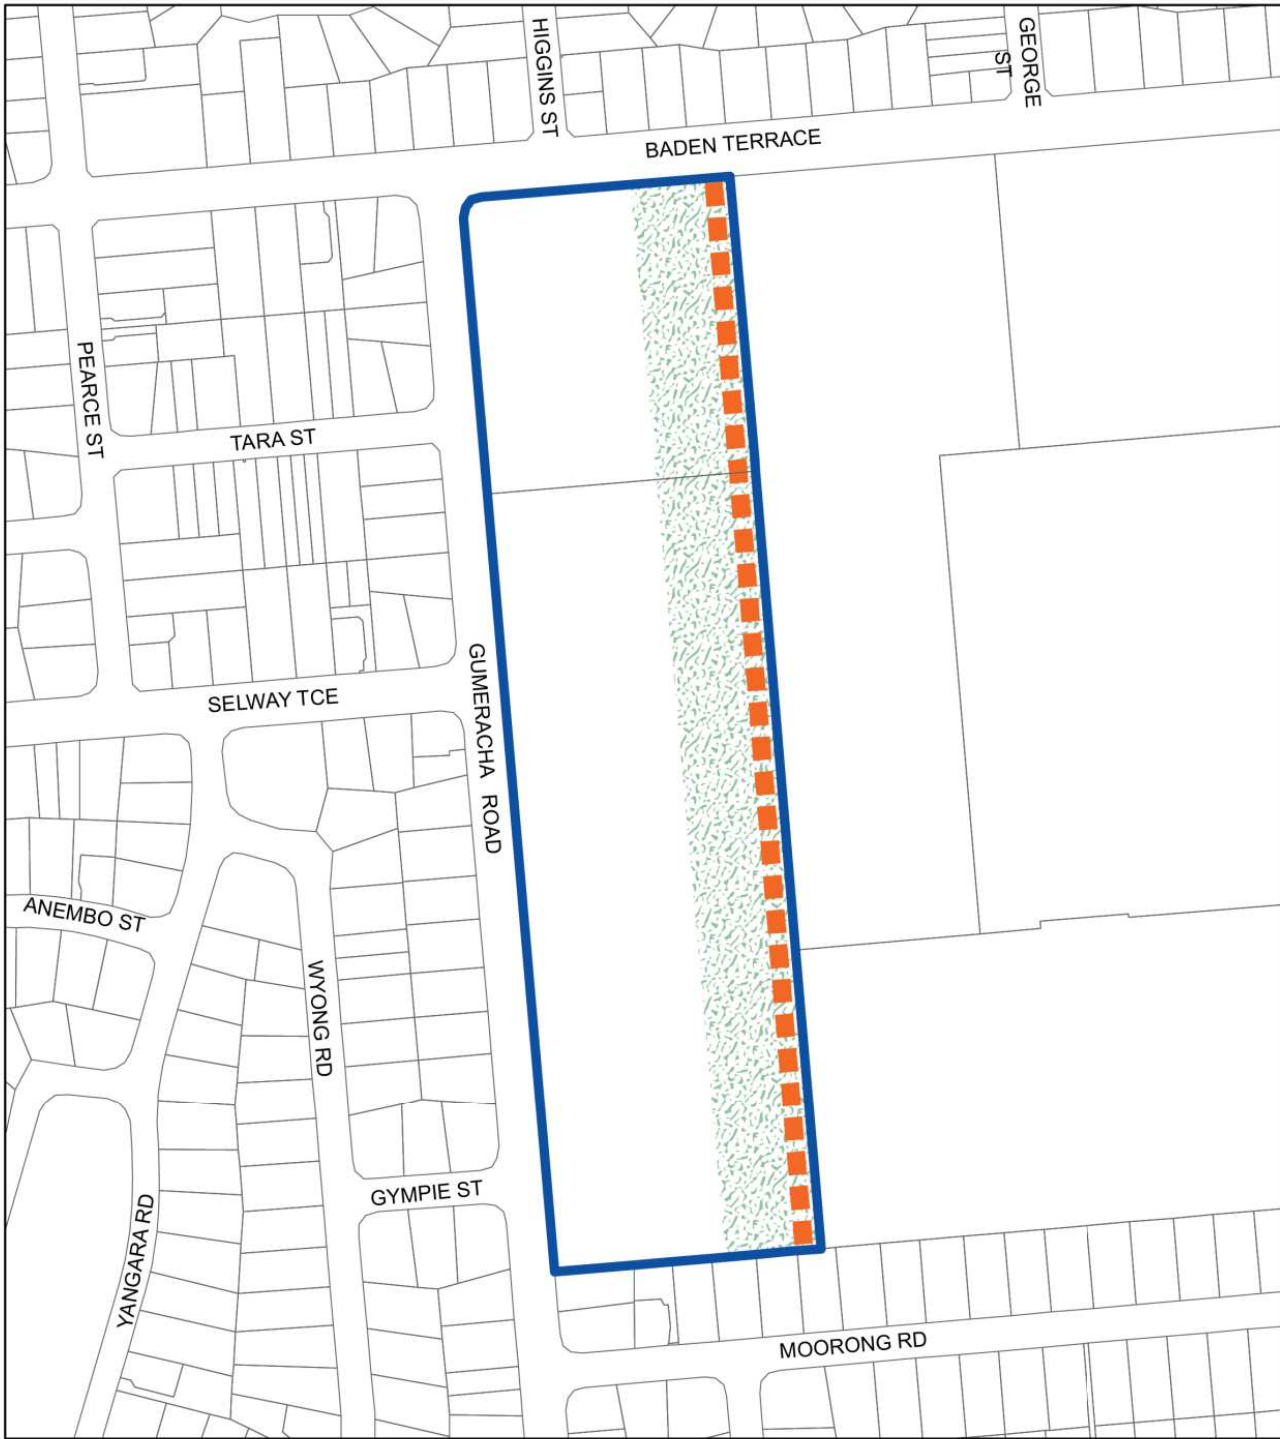 HIGGINS ST
GEORGE
ST
BADEN TERRACE
PEARCE ST
TARA ST
SELWAY TCE
GUMERACHA ROAD
ANEMBO ST
WYONG RD
GYMPIE ST
YANGARA RD
MOORONG RD